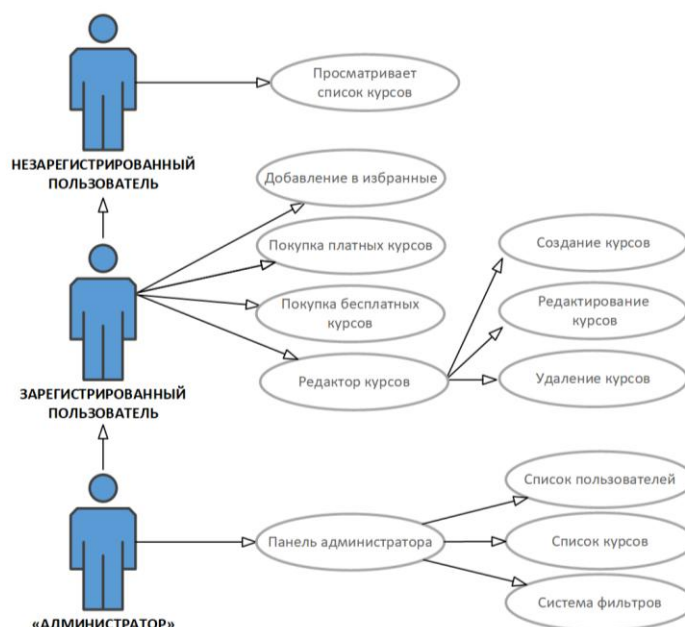 Просматривает
список курсов
НЕЗАРЕГИСТРИРОВАННЫЙ
ПОЛЬЗОВАТЕЛЬ
Добавление в избранные
Покупка платных курсов
Покупка бесплатных
курсов
Редактор курсов
Создание курсов
Редактирование
курсов
Удаление курсов
ЗАРЕГИСТРИРОВАННЫЙ
ПОЛЬЗОВАТЕЛЬ
Список пользователей
Панель администратора
Список курсов
Система фильтров
«АДМИНИСТРАТОР»